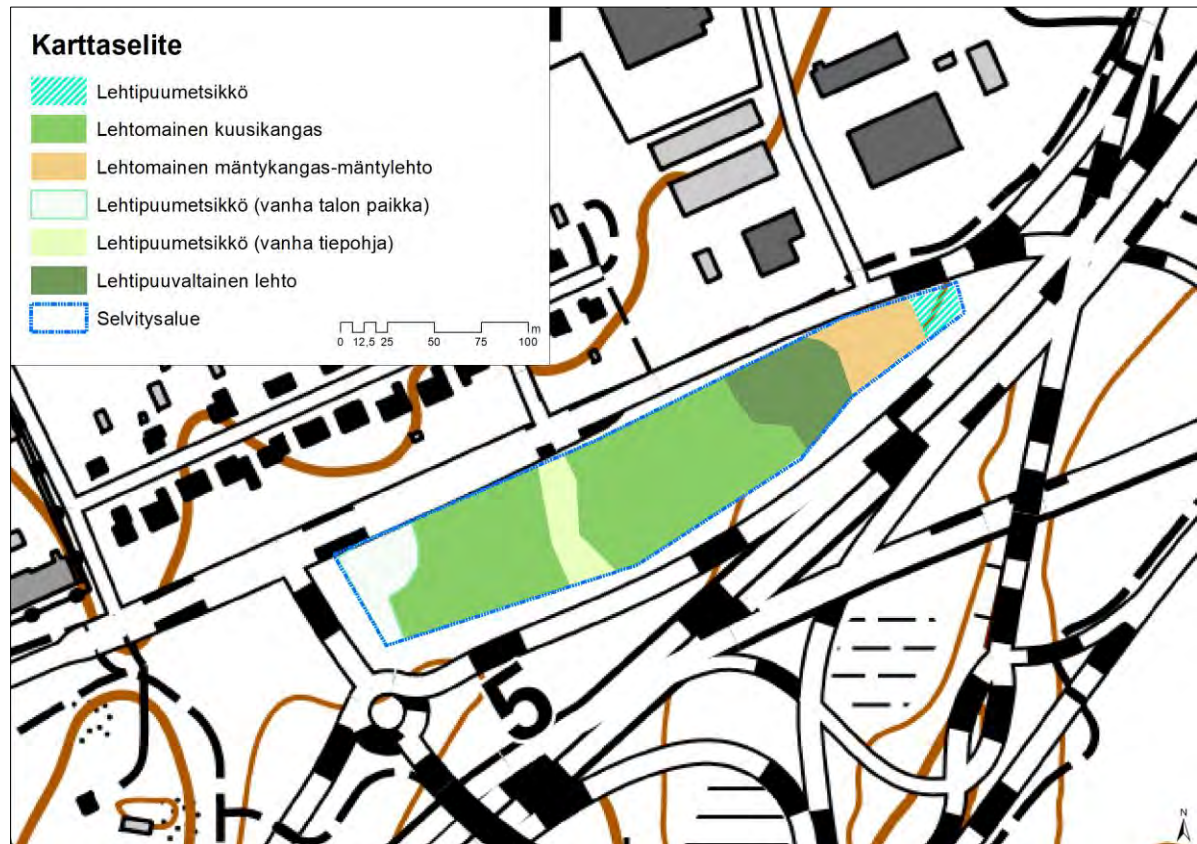 Karttaselite
Lehtipuumetsikkö
Lehtomainen kuusikangas
Lehtomainen mäntykangas-mäntylehto
Lehtipuumetsikkö (vanha talon paikka)
Lehtipuumetsikkö (vanha tiepohja)
Lehtipuuvaltainen lehto
Selvitysalue
m
0 12,5 25 50 75 100
5
N